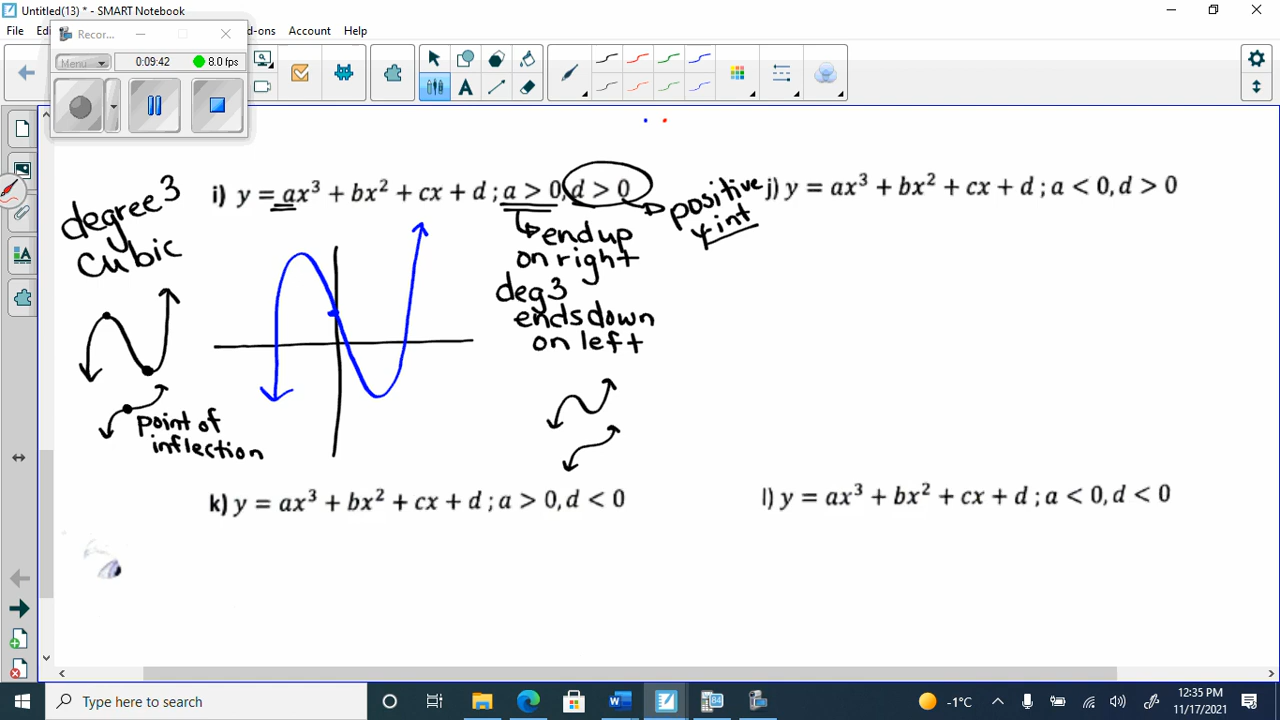 Untitled(13) * - SMART Notebook
File
Ed
d-ons
Account
Help
Recor...
Menu
0:09:42
8.0 fps
i) y = ax³ + bx² + cx + d ; a > 0, d > 0
positive
y int
end up
on right
deg 3
ends down
on left
degree 3
cubic
point of
inflection
j) y = ax³ + bx² + cx + d ; a < 0, d > 0
k) y = ax³ + bx² + cx + d ; a > 0, d < 0
l) y = ax³ + bx² + cx + d ; a < 0, d < 0
Type here to search
-1°C
12:35 PM
11/17/2021